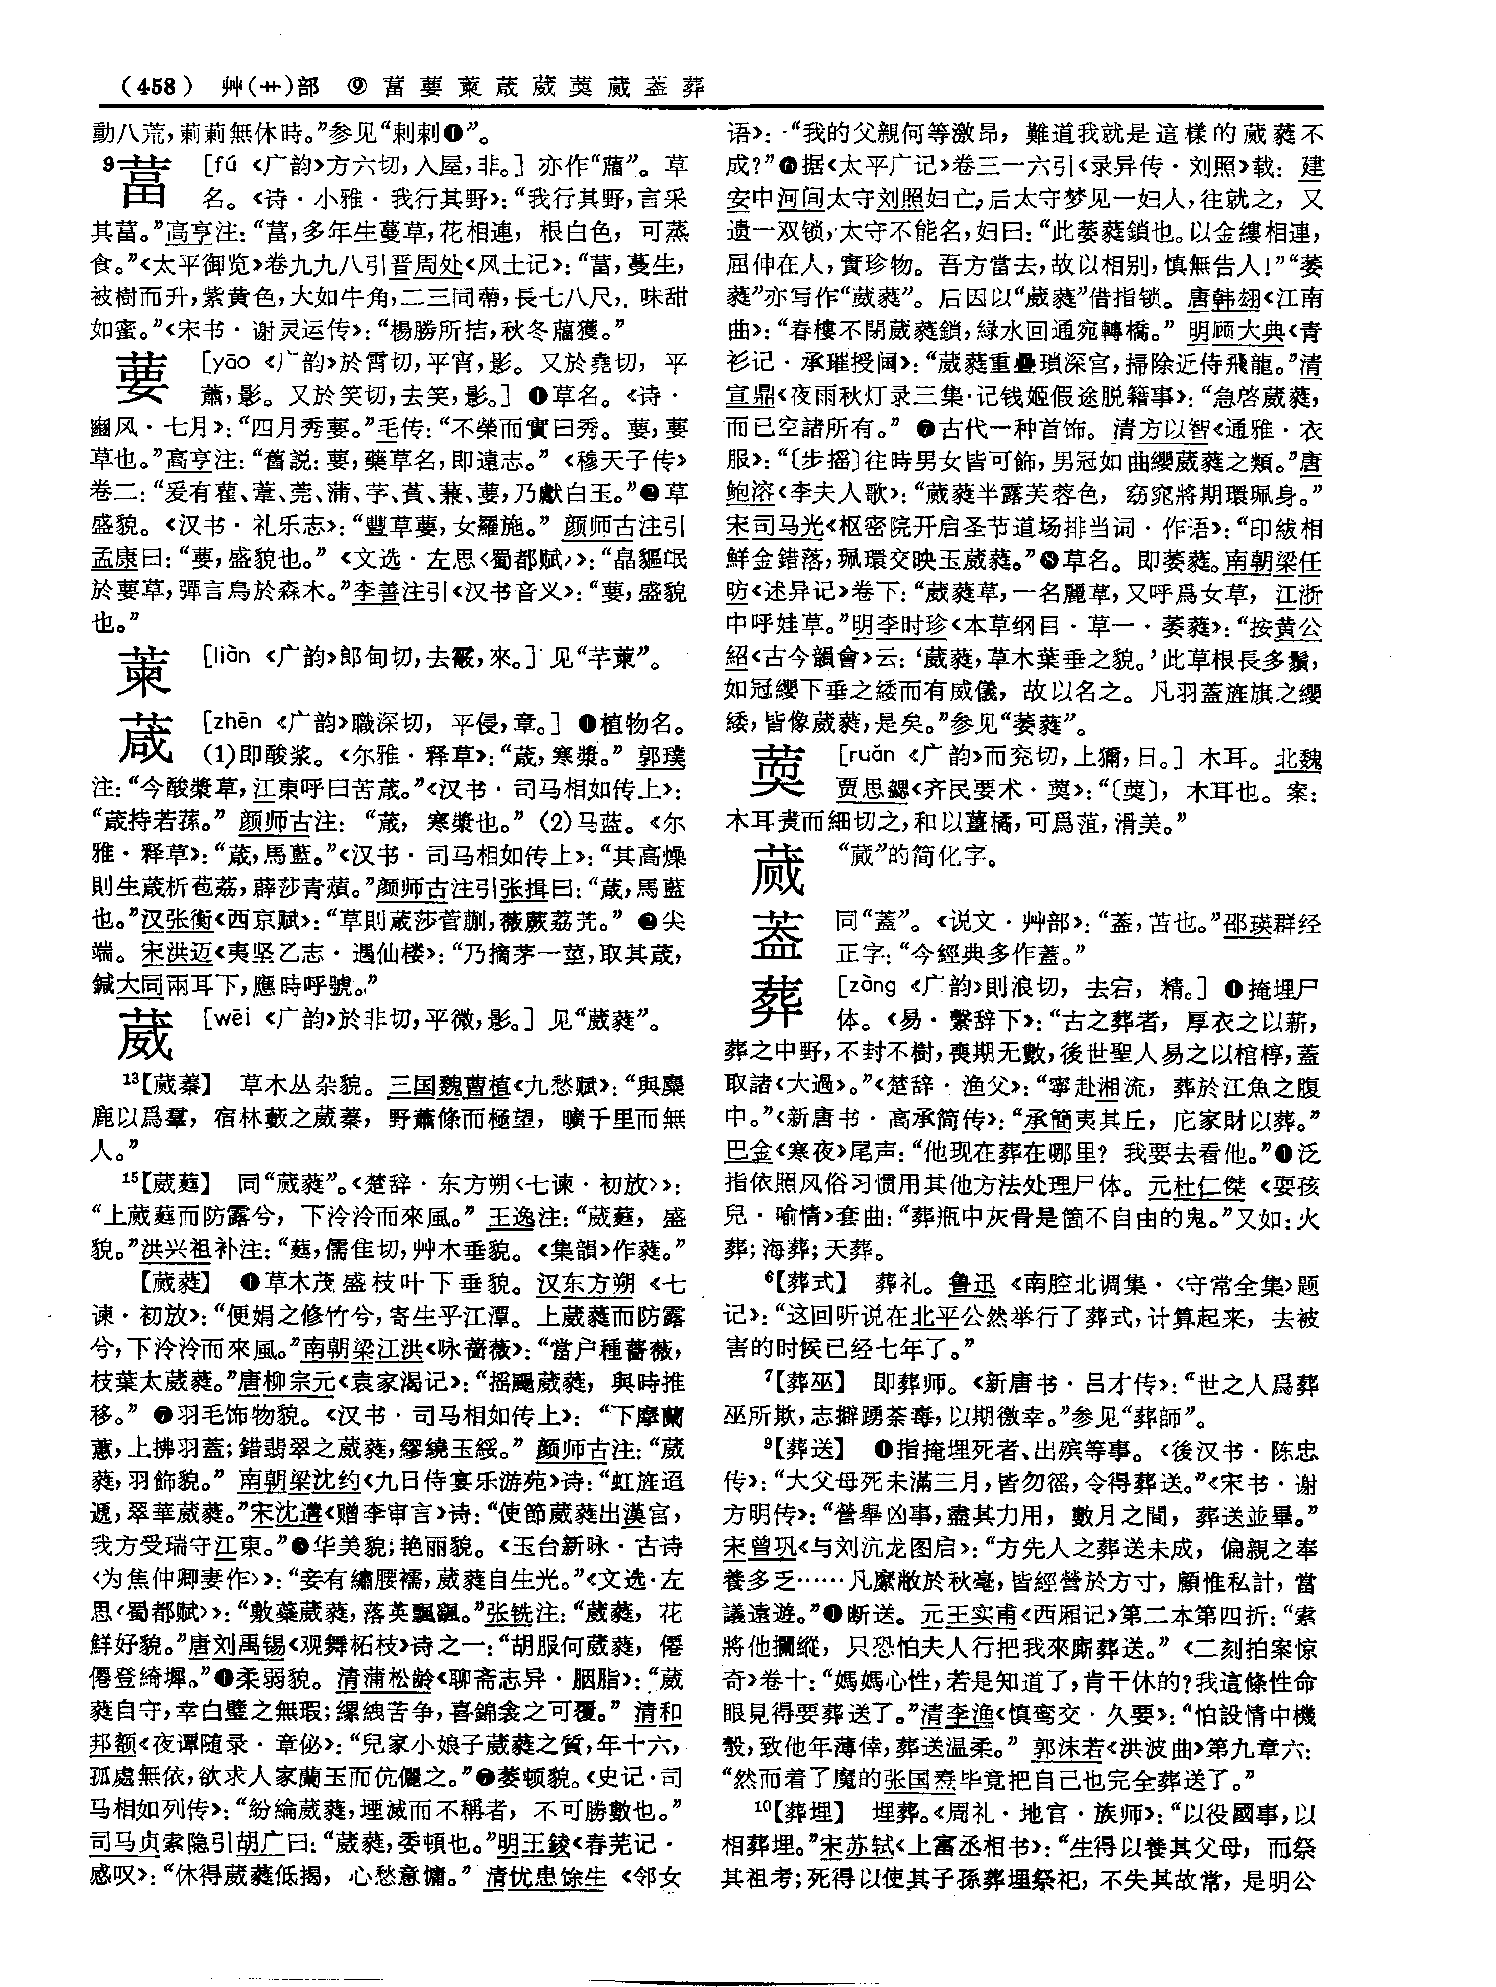 （458） 艸(艹)部 ⑨ 葍葽萰葴葳葖蒇葢葬
動八荒，莿莿無休時。”参见“刺刺❶”。
9葍 [fú 《广韵》方六切，入屋，非。] 亦作“䔰”。草
名。《诗·小雅·我行其野》：“我行其野，言采
其葍。”高亨注：“葍，多年生蔓草，花相連，根白色，可蒸
食。”《太平御览》卷九九八引晋周处《风土记》：“葍，蔓生，
被樹而升，紫黄色，大如牛角，二三同蔕，長七八尺，味甜
如蜜。”《宋书·谢灵运传》：“楊勝所拮，秋冬䔰獲。”
葽 [yāo 《广韵》於霄切，平宵，影。又於堯切，平
蕭，影。又於笑切，去笑，影。] ❶草名。《诗·
豳风·七月》：“四月秀葽。”毛传：“不榮而實曰秀。葽，葽
草也。”高亨注：“舊説：葽，藥草名，即遠志。”《穆天子传》
卷二：“爰有雚、葦、莞、蒲、茅、萯、蒹、葽，乃獻白玉。”❷草
盛貌。《汉书·礼乐志》：“豐草葽，女羅施。”颜师古注引
孟康曰：“葽，盛貌也。”《文选·左思〈蜀都赋〉》：“皛貙氓
於葽草，彈言鳥於森木。”李善注引《汉书音义》：“葽，盛貌
也。”
萰 [liàn 《广韵》郎甸切，去霰，來。] 见“芉萰”。
葴 [zhēn 《广韵》職深切，平侵，章。] ❶植物名。
(1)即酸浆。《尔雅·释草》：“葴，寒漿。”郭璞
注：“今酸漿草，江東呼曰苦葴。”《汉书·司马相如传上》：
“葴持若蓀。”颜师古注：“葴，寒漿也。”(2)马蓝。《尔
雅·释草》：“葴，馬藍。”《汉书·司马相如传上》：“其高燥
則生葴析苞荔，薛莎青薠。”颜师古注引张揖曰：“葴，馬藍
也。”汉张衡《西京赋》：“草則葴莎菅蒯，薇蕨荔苀。”❷尖
端。宋洪迈《夷坚乙志·遇仙楼》：“乃摘茅一莖，取其葴，
鍼大同兩耳下，應時呼號。”
葳 [wēi 《广韵》於非切，平微，影。] 见“葳蕤”。
13【葳蓁】 草木丛杂貌。三国魏曹植《九愁赋》：“與麋
鹿以爲羣，宿林藪之葳蓁，野蕭條而極望，曠千里而無
人。”
15【葳蘳】 同“葳蕤”。《楚辞·东方朔〈七谏·初放〉》：
“上葳蘳而防露兮，下泠泠而來風。”王逸注：“葳蘳，盛
貌。”洪兴祖补注：“蘳，儒隹切，艸木垂貌。《集韻》作蕤。”
【葳蕤】 ❶草木茂盛枝叶下垂貌。汉东方朔《七
谏·初放》：“便娟之修竹兮，寄生乎江潭。上葳蕤而防露
兮，下泠泠而來風。”南朝梁江洪《咏蔷薇》：“當户種薔薇，
枝葉太葳蕤。”唐柳宗元《袁家渴记》：“摇颺葳蕤，與時推
移。”❷羽毛饰物貌。《汉书·司马相如传上》：“下摩蘭
蕙，上拂羽蓋；錯翡翠之葳蕤，繆繞玉綏。”颜师古注：“葳
蕤，羽飾貌。”南朝梁沈约《九日侍宴乐游苑》诗：“虹旌迢
遞，翠華葳蕤。”宋沈遘《赠李审言》诗：“使節葳蕤出漢宫，
我方受瑞守江東。”❸华美貌；艳丽貌。《玉台新咏·古诗
〈为焦仲卿妻作〉》：“妾有繡腰襦，葳蕤自生光。”《文选·左
思〈蜀都赋〉》：“敷蘂葳蕤，落英飄颻。”张铣注：“葳蕤，花
鮮好貌。”唐刘禹锡《观舞柘枝》诗之一：“胡服何葳蕤，僊
僊登綺墀。”❹柔弱貌。清蒲松龄《聊斋志异·胭脂》：“葳
蕤自守，幸白璧之無瑕；縲紲苦争，喜錦衾之可覆。”清和
邦额《夜谭随录·章佖》：“兒家小娘子葳蕤之質，年十六，
孤處無依，欲求人家蘭玉而伉儷之。”❺萎顿貌。《史记·司
马相如列传》：“紛綸葳蕤，堙滅而不稱者，不可勝數也。”
司马贞索隐引胡广曰：“葳蕤，委頓也。”明王錂《春芜记·
感叹》：“休得葳蕤低揭，心愁意慵。”清忧患馀生《邻女
语》：“我的父親何等激昂，難道我就是這樣的葳蕤不
成？”❻据《太平广记》卷三一六引《录异传·刘照》载：建
安中河间太守刘照妇亡，后太守梦见一妇人，往就之，又
遗一双锁，太守不能名，妇曰：“此萎蕤鎖也。以金縷相連，
屈伸在人，實珍物。吾方當去，故以相别，慎無告人！”“萎
蕤”亦写作“葳蕤”。后因以“葳蕤”借指锁。唐韩翃《江南
曲》：“春樓不閉葳蕤鎖，緑水回通宛轉橋。”明顾大典《青
衫记·承璀授阃》：“葳蕤重疊瑣深宫，掃除近侍飛龍。”清
宣鼎《夜雨秋灯录三集·记钱姬假途脱籍事》：“急啓葳蕤，
而已空諸所有。”❼古代一种首饰。清方以智《通雅·衣
服》：“〔步摇〕往時男女皆可飾，男冠如曲纓葳蕤之類。”唐
鲍溶《李夫人歌》：“葳蕤半露芙蓉色，窈窕將期環珮身。”
宋司马光《枢密院开启圣节道场排当词·作语》：“印紱相
鮮金錯落，珮環交映玉葳蕤。”❽草名。即萎蕤。南朝梁任
昉《述异记》卷下：“葳蕤草，一名麗草，又呼爲女草，江浙
中呼娃草。”明李时珍《本草纲目·草一·萎蕤》：“按黄公
紹《古今韻會》云：‘葳蕤，草木葉垂之貌。’此草根長多鬚，
如冠纓下垂之緌而有威儀，故以名之。凡羽蓋旌旗之纓
緌，皆像葳蕤，是矣。”参见“萎蕤”。
萸 [ruǎn 《广韵》而兖切，上獮，日。] 木耳。北魏
贾思勰《齐民要术·䓴》：“〔䓴〕，木耳也。案：
木耳煑而細切之，和以薑橘，可爲菹，滑美。”
蒇 “蕆”的简化字。
葢 同“蓋”。《说文·艸部》：“葢，苫也。”邵瑛群经
正字：“今經典多作蓋。”
葬 [zàng 《广韵》則浪切，去宕，精。] ❶掩埋尸
体。《易·繫辞下》：“古之葬者，厚衣之以薪，
葬之中野，不封不樹，喪期无數，後世聖人易之以棺椁，蓋
取諸《大過》。”《楚辞·渔父》：“寧赴湘流，葬於江魚之腹
中。”《新唐书·高承简传》：“承簡夷其丘，庀家財以葬。”
巴金《寒夜》尾声：“他现在葬在哪里？我要去看他。”❷泛
指依照风俗习惯用其他方法处理尸体。元杜仁傑《耍孩
兒·喻情》套曲：“葬瓶中灰骨是箇不自由的鬼。”又如：火
葬；海葬；天葬。
6【葬式】 葬礼。鲁迅《南腔北调集·〈守常全集〉题
记》：“这回听说在北平公然举行了葬式，计算起来，去被
害的时候已经七年了。”
7【葬巫】 即葬师。《新唐书·吕才传》：“世之人爲葬
巫所欺，志擗踴荼毒，以期徼幸。”参见“葬師”。
9【葬送】 ❶指掩埋死者、出殡等事。《後汉书·陈忠
传》：“大父母死未滿三月，皆勿徭，令得葬送。”《宋书·谢
方明传》：“營舉凶事，盡其力用，數月之間，葬送並畢。”
宋曾巩《与刘沆龙图启》：“方先人之葬送未成，偏親之奉
養多乏……凡縻敝於秋毫，皆經營於方寸，願惟私計，當
議遠遊。”❷断送。元王实甫《西厢记》第二本第四折：“索
將他攔縱，只恐怕夫人行把我來廝葬送。”《二刻拍案惊
奇》卷十：“媽媽心性，若是知道了，肯干休的？我這條性命
眼見得要葬送了。”清李渔《慎鸾交·久要》：“怕設情中機
彀，致他年薄倖，葬送温柔。”郭沫若《洪波曲》第九章六：
“然而着了魔的张国焘毕竟把自己也完全葬送了。”
10【葬埋】 埋葬。《周礼·地官·族师》：“以役國事，以
相葬埋。”宋苏轼《上富丞相书》：“生得以養其父母，而祭
其祖考；死得以使其子孫葬埋祭祀，不失其故常，是明公